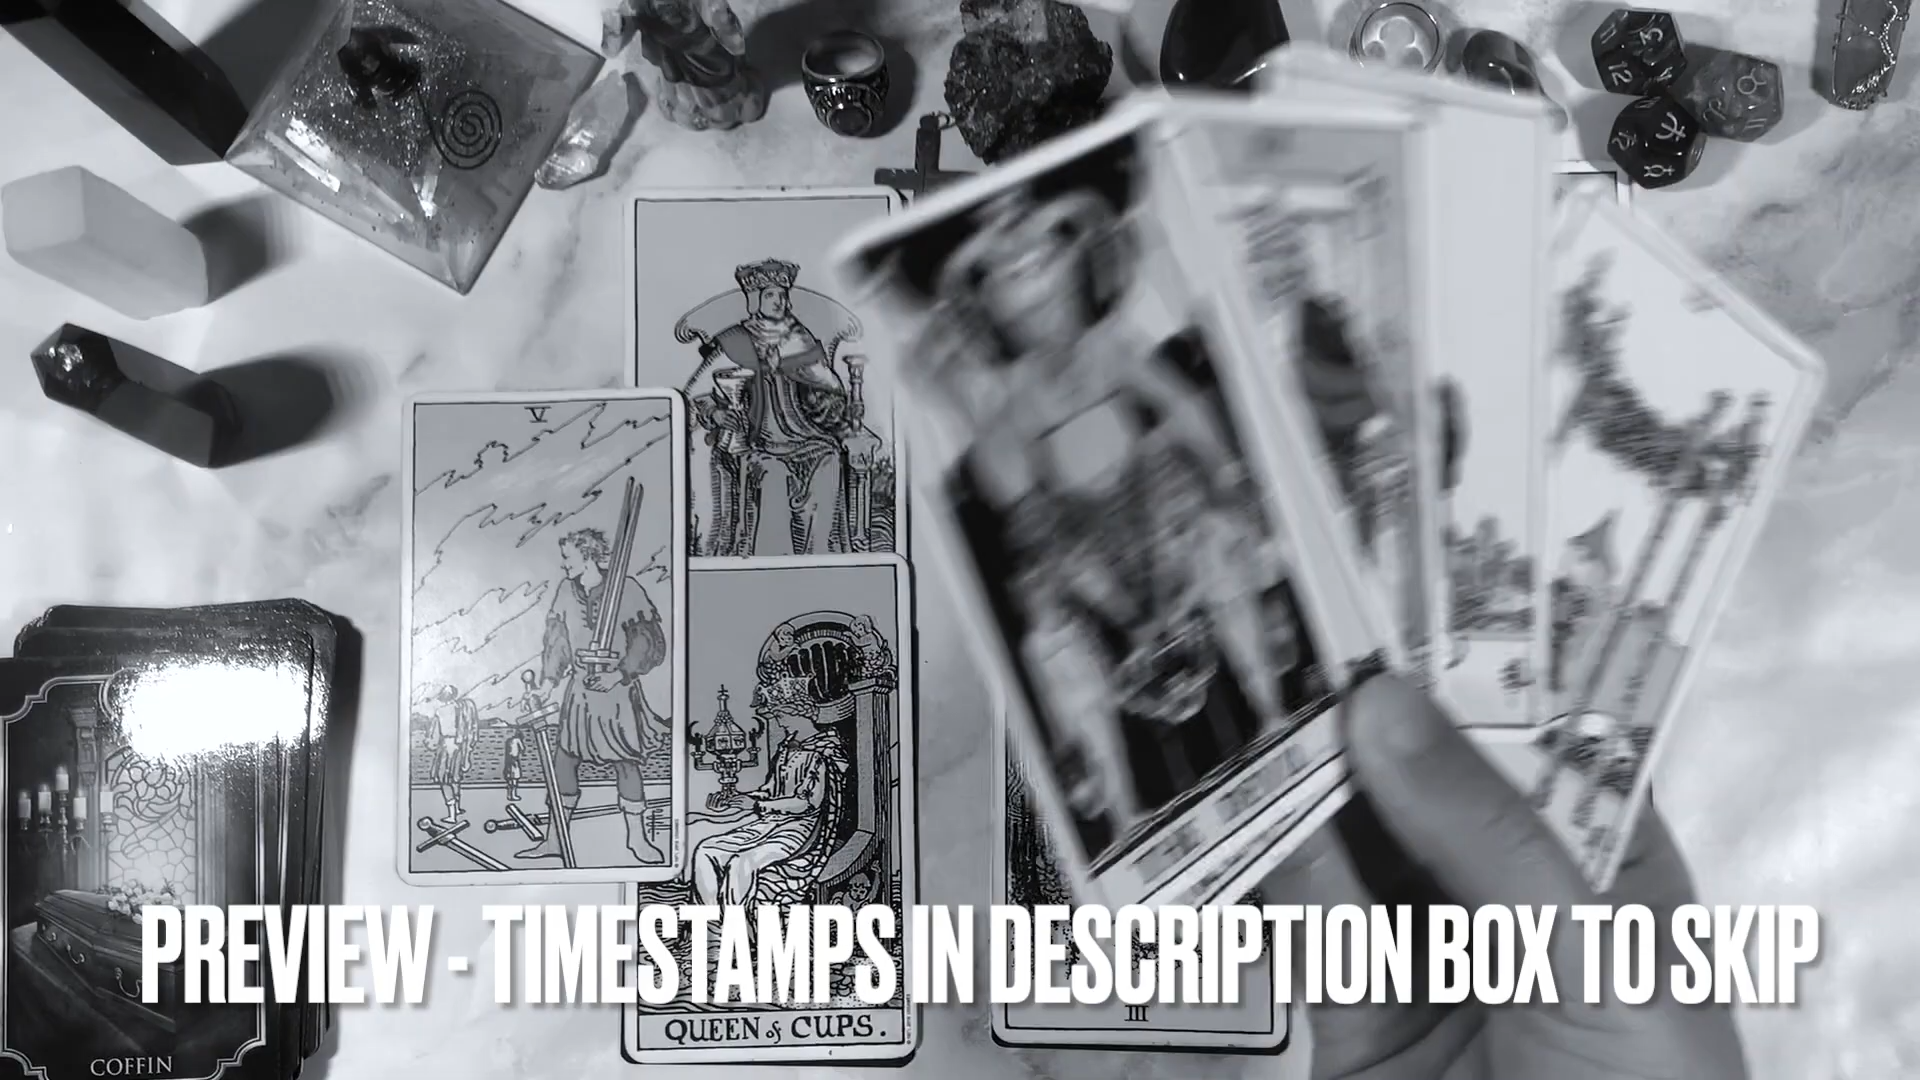 V
PREVIEW - TIMESTAMPS IN DESCRIPTION BOX TO SKIP
III
QUEEN of CUPS.
COFFIN